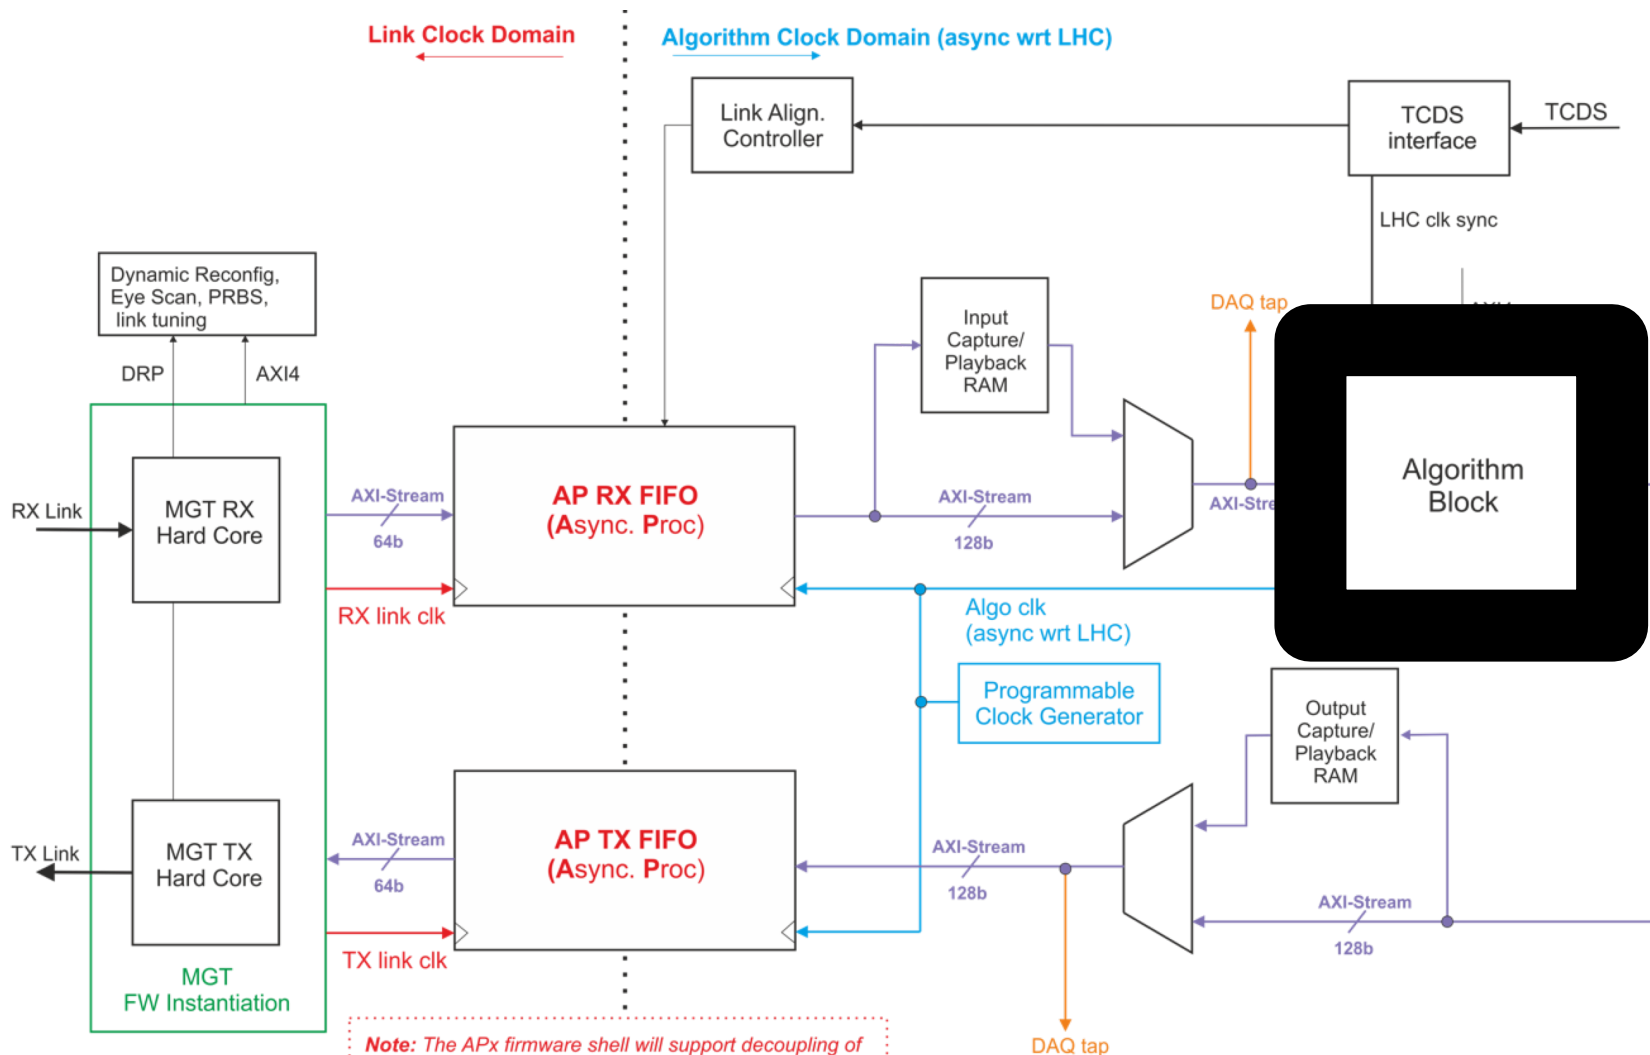 Link Clock Domain
Algorithm Clock Domain (async wrt LHC)
Link Align.
Controller
TCDS
interface
TCDS
LHC clk sync
Dynamic Reconfig,
Eye Scan, PRBS,
link tuning
DRP
AXI4
Input
Capture/
Playback
RAM
DAQ tap
RX Link
MGT RX
Hard Core
AXI-Stream
64b
AP RX FIFO
(Async. Proc)
AXI-Stream
128b
Algorithm
Block
RX link clk
Algo clk
(async wrt LHC)
Programmable
Clock Generator
Output
Capture/
Playback
RAM
TX Link
MGT TX
Hard Core
AXI-Stream
64b
AP TX FIFO
(Async. Proc)
AXI-Stream
128b
AXI-Stream
128b
TX link clk
MGT
FW Instantiation
Note: The APx firmware shell will support decoupling of
DAQ tap